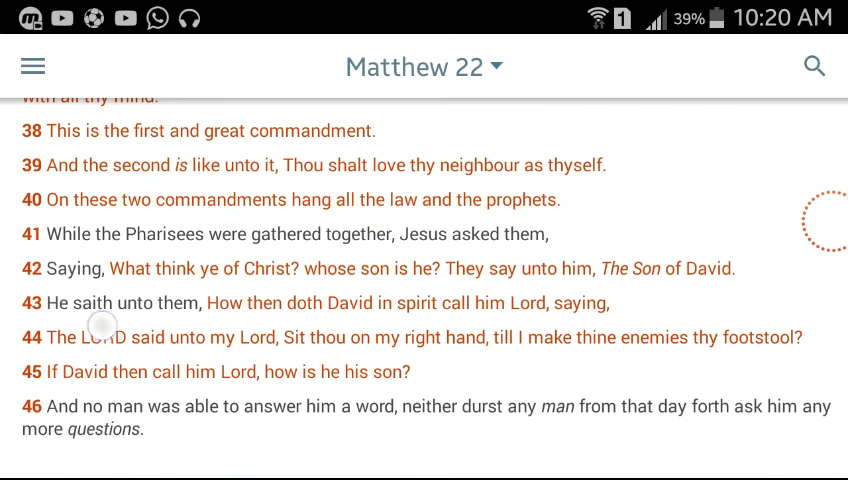 1 39% 10:20 AM
Matthew 22
with all thy mind.
38 This is the first and great commandment.
39 And the second is like unto it, Thou shalt love thy neighbour as thyself.
40 On these two commandments hang all the law and the prophets.
41 While the Pharisees were gathered together, Jesus asked them,
42 Saying, What think ye of Christ? whose son is he? They say unto him, The Son of David.
43 He saith unto them, How then doth David in spirit call him Lord, saying,
44 The LORD said unto my Lord, Sit thou on my right hand, till I make thine enemies thy footstool?
45 If David then call him Lord, how is he his son?
46 And no man was able to answer him a word, neither durst any man from that day forth ask him any
more questions.